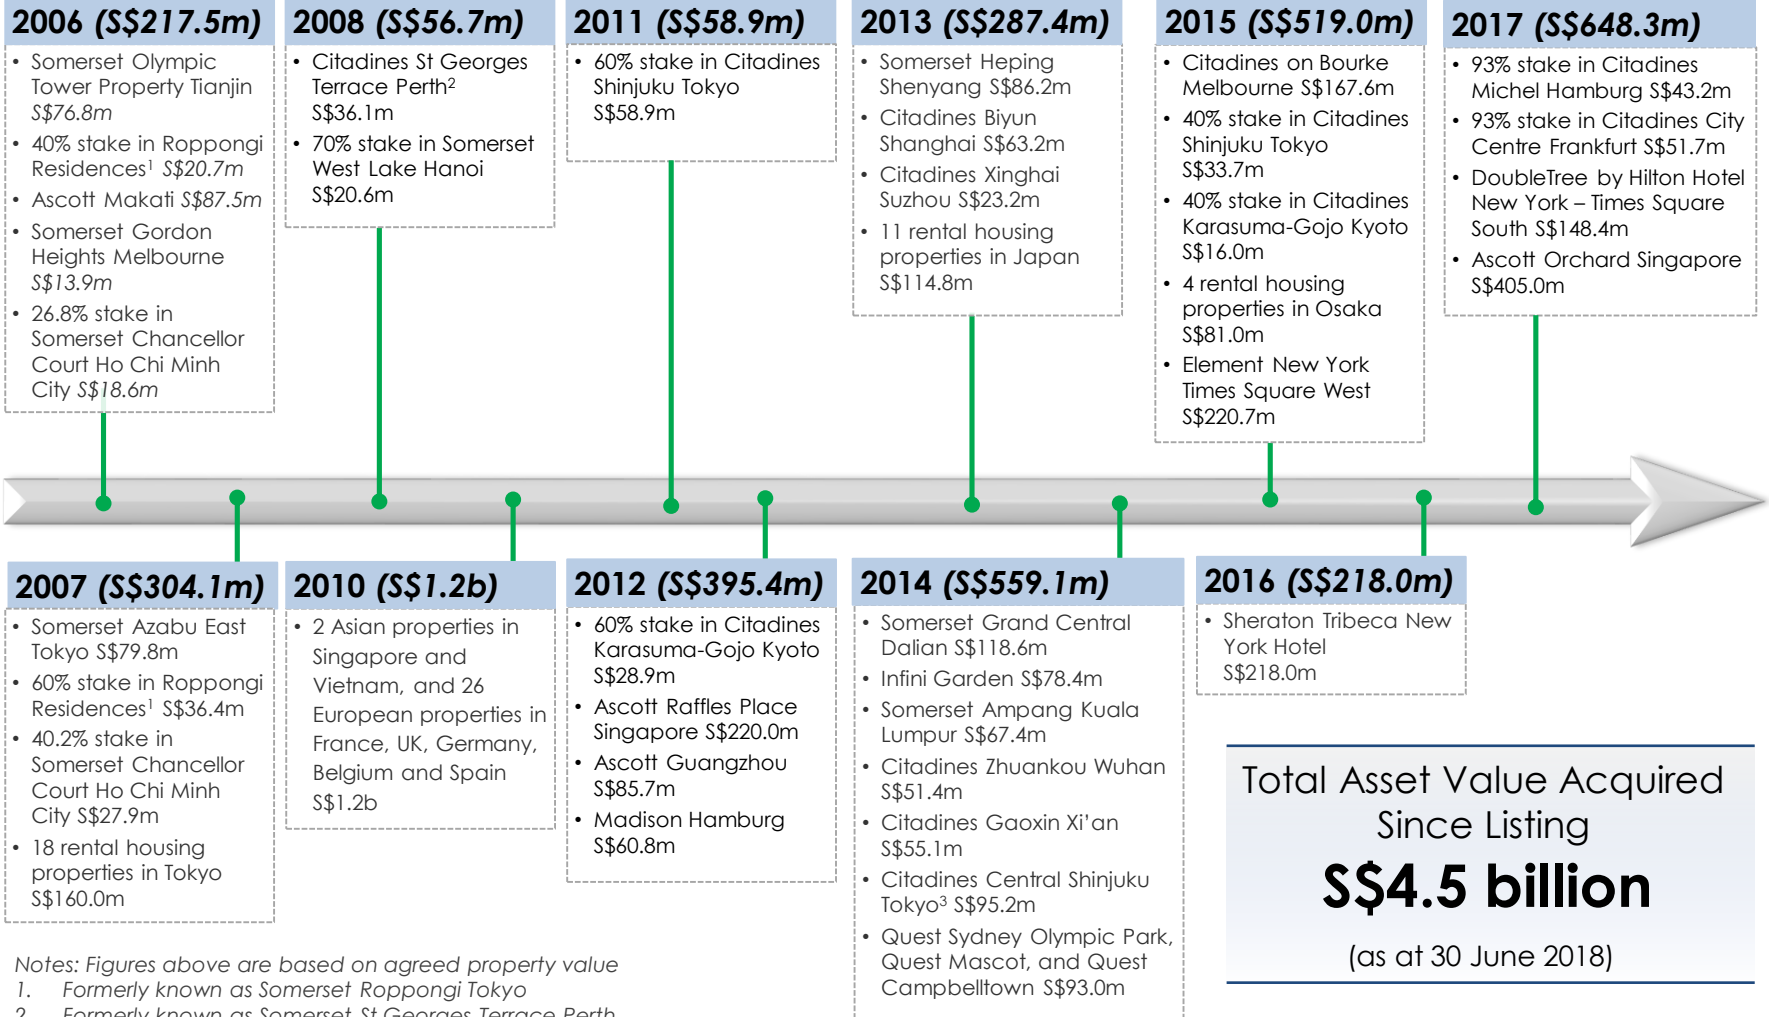 2006 (S$217.5m)
• Somerset Olympic
Tower Property Tianjin
S$76.8m
• 40% stake in Roppongi
Residences¹ S$20.7m
• Ascott Makati S$87.5m
• Somerset Gordon
Heights Melbourne
S$13.9m
• 26.8% stake in
Somerset Chancellor
Court Ho Chi Minh
City S$18.6m
2008 (S$56.7m)
• Citadines St Georges
Terrace Perth²
S$36.1m
• 70% stake in Somerset
West Lake Hanoi
S$20.6m
2011 (S$58.9m)
• 60% stake in Citadines
Shinjuku Tokyo
S$58.9m
2013 (S$287.4m)
• Somerset Heping
Shenyang S$86.2m
• Citadines Biyun
Shanghai S$63.2m
• Citadines Xinghai
Suzhou S$23.2m
• 11 rental housing
properties in Japan
S$114.8m
2015 (S$519.0m)
• Citadines on Bourke
Melbourne S$167.6m
• 40% stake in Citadines
Shinjuku Tokyo
S$33.7m
• 40% stake in Citadines
Karasuma-Gojo Kyoto
S$16.0m
• 4 rental housing
properties in Osaka
S$81.0m
• Element New York
Times Square West
S$220.7m
2017 (S$648.3m)
• 93% stake in Citadines
Michel Hamburg S$43.2m
• 93% stake in Citadines City
Centre Frankfurt S$51.7m
• DoubleTree by Hilton Hotel
New York – Times Square
South S$148.4m
• Ascott Orchard Singapore
S$405.0m
2007 (S$304.1m)
• Somerset Azabu East
Tokyo S$79.8m
• 60% stake in Roppongi
Residences¹ S$36.4m
• 40.2% stake in
Somerset Chancellor
Court Ho Chi Minh
City S$27.9m
• 18 rental housing
properties in Tokyo
S$160.0m
2010 (S$1.2b)
• 2 Asian properties in
Singapore and
Vietnam, and 26
European properties in
France, UK, Germany,
Belgium and Spain
S$1.2b
2012 (S$395.4m)
• 60% stake in Citadines
Karasuma-Gojo Kyoto
S$28.9m
• Ascott Raffles Place
Singapore S$220.0m
• Ascott Guangzhou
S$85.7m
• Madison Hamburg
S$60.8m
2014 (S$559.1m)
• Somerset Grand Central
Dalian S$118.6m
• Infini Garden S$78.4m
• Somerset Ampang Kuala
Lumpur S$67.4m
• Citadines Zhuankou Wuhan
S$51.4m
• Citadines Gaoxin Xi’an
S$55.1m
• Citadines Central Shinjuku
Tokyo³ S$95.2m
• Quest Sydney Olympic Park,
Quest Mascot, and Quest
Campbelltown S$93.0m
2016 (S$218.0m)
• Sheraton Tribeca New
York Hotel
S$218.0m
Total Asset Value Acquired
Since Listing
S$4.5 billion
(as at 30 June 2018)
Notes: Figures above are based on agreed property value
1. Formerly known as Somerset Roppongi Tokyo
2. Formerly known as Somerset St Georges Terrace Perth